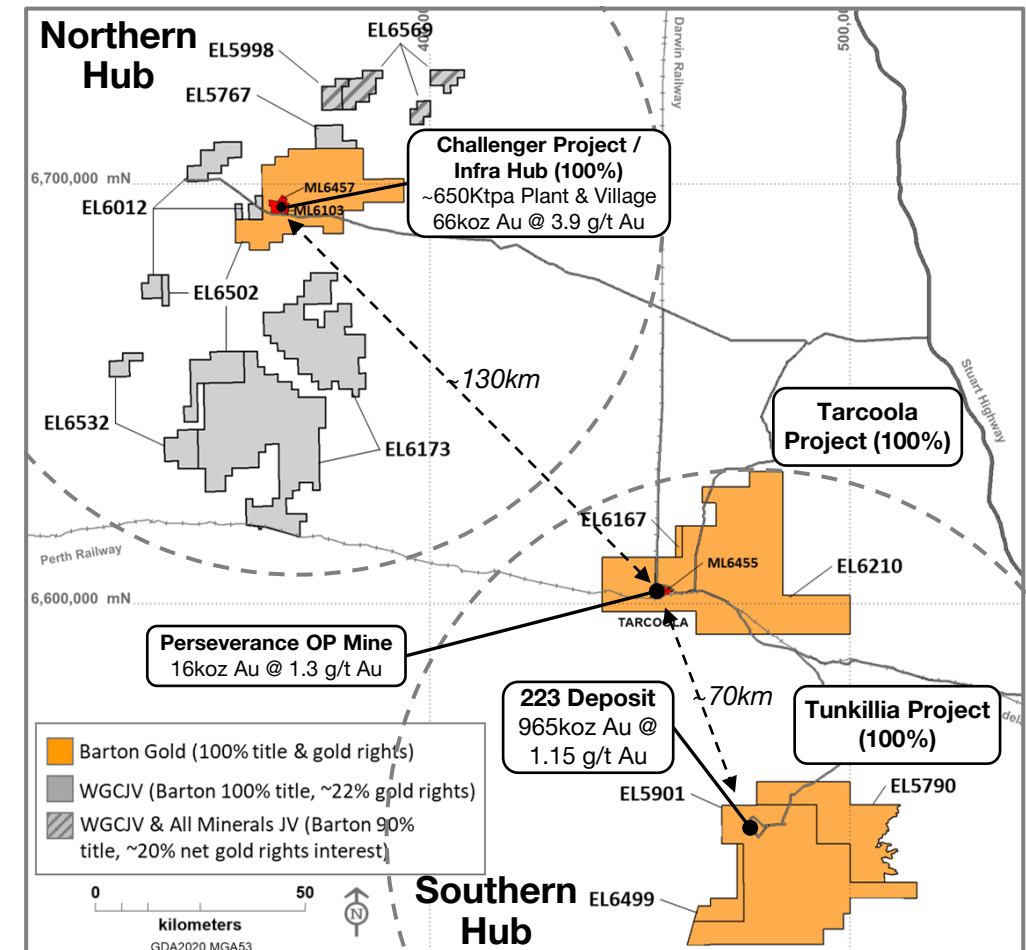 Northern
Hub
EL5998
EL6569
EL5767
Darwin Railway
500,0
Challenger Project /
Infra Hub (100%)
~650Ktpa Plant & Village
66koz Au @ 3.9 g/t Au
6,700,000 mN
ML6457
ML6103
EL6012
EL6502
~130km
Stuart Highway
Tarcoola
Project (100%)
EL6532
EL6173
EL6167
Perth Railway
ML6455
EL6210
6,600,000 mN
TARCOOLA
Perseverance OP Mine
16koz Au @ 1.3 g/t Au
~70km
223 Deposit
965koz Au @
1.15 g/t Au
Tunkillia Project
(100%)
EL5901
EL5790
Barton Gold (100% title & gold rights)
WGCJV (Barton 100% title, ~22% gold rights)
WGCJV & All Minerals JV (Barton 90%
title, ~20% net gold rights interest)
Southern
Hub
EL6499
0 50
kilometers
GDA2020 MGA53
N